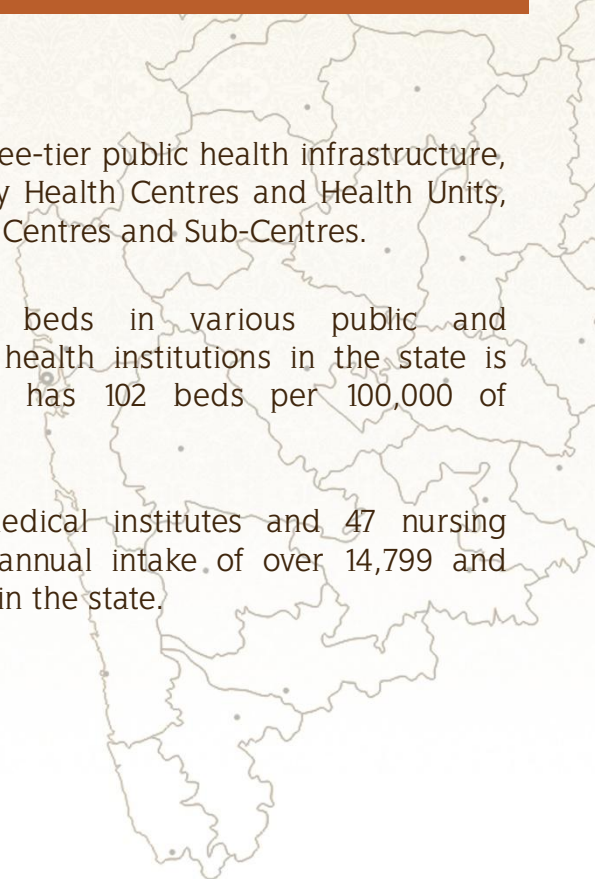 ee-tier public health infrastructure,
y Health Centres and Health Units,
Centres and Sub-Centres.
beds in various public and
health institutions in the state is
has 102 beds per 100,000 of
edical institutes and 47 nursing
annual intake of over 14,799 and
in the state.